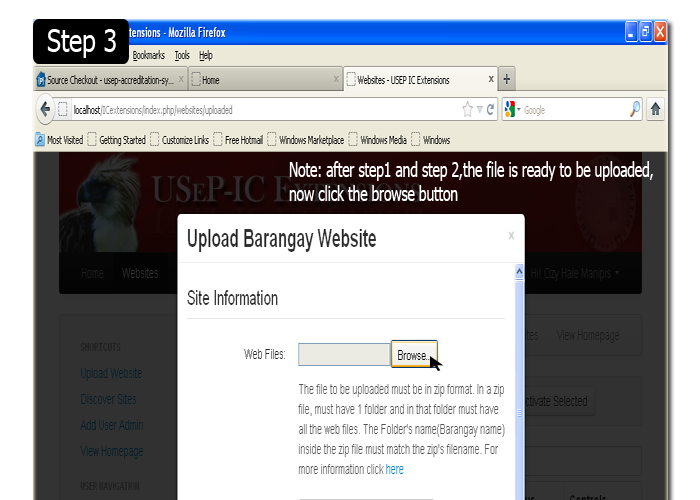 Step 3
tensions - Mozilla Firefox
Bookmarks Tools Help
Source Checkout - usep-accreditation-sy... × Home × Websites - USEP IC Extensions × +
localhost/ICextensions/index.php/websites/uploaded
Google
Most Visited Getting Started Customize Links Free Hotmail Windows Marketplace Windows Media Windows
Note: after step1 and step 2,the file is ready to be uploaded,
now click the browse button
USEP-IC EXTENSIONS
Upload Barangay Website ×
Home Websites
Hi! Ozy Hale Manipis
Site Information
SHORTCUTS
Upload Website
Discover Sites
Add User Admin
View Homepage
USER NAVIGATION
tes View Homepage
Web Files: Browse..
ctivate Selected
The file to be uploaded must be in zip format. In a zip
file, must have 1 folder and in that folder must have
all the web files. The Folder's name(Barangay name)
inside the zip file must match the zip's filename. For
more information click here
us Controls